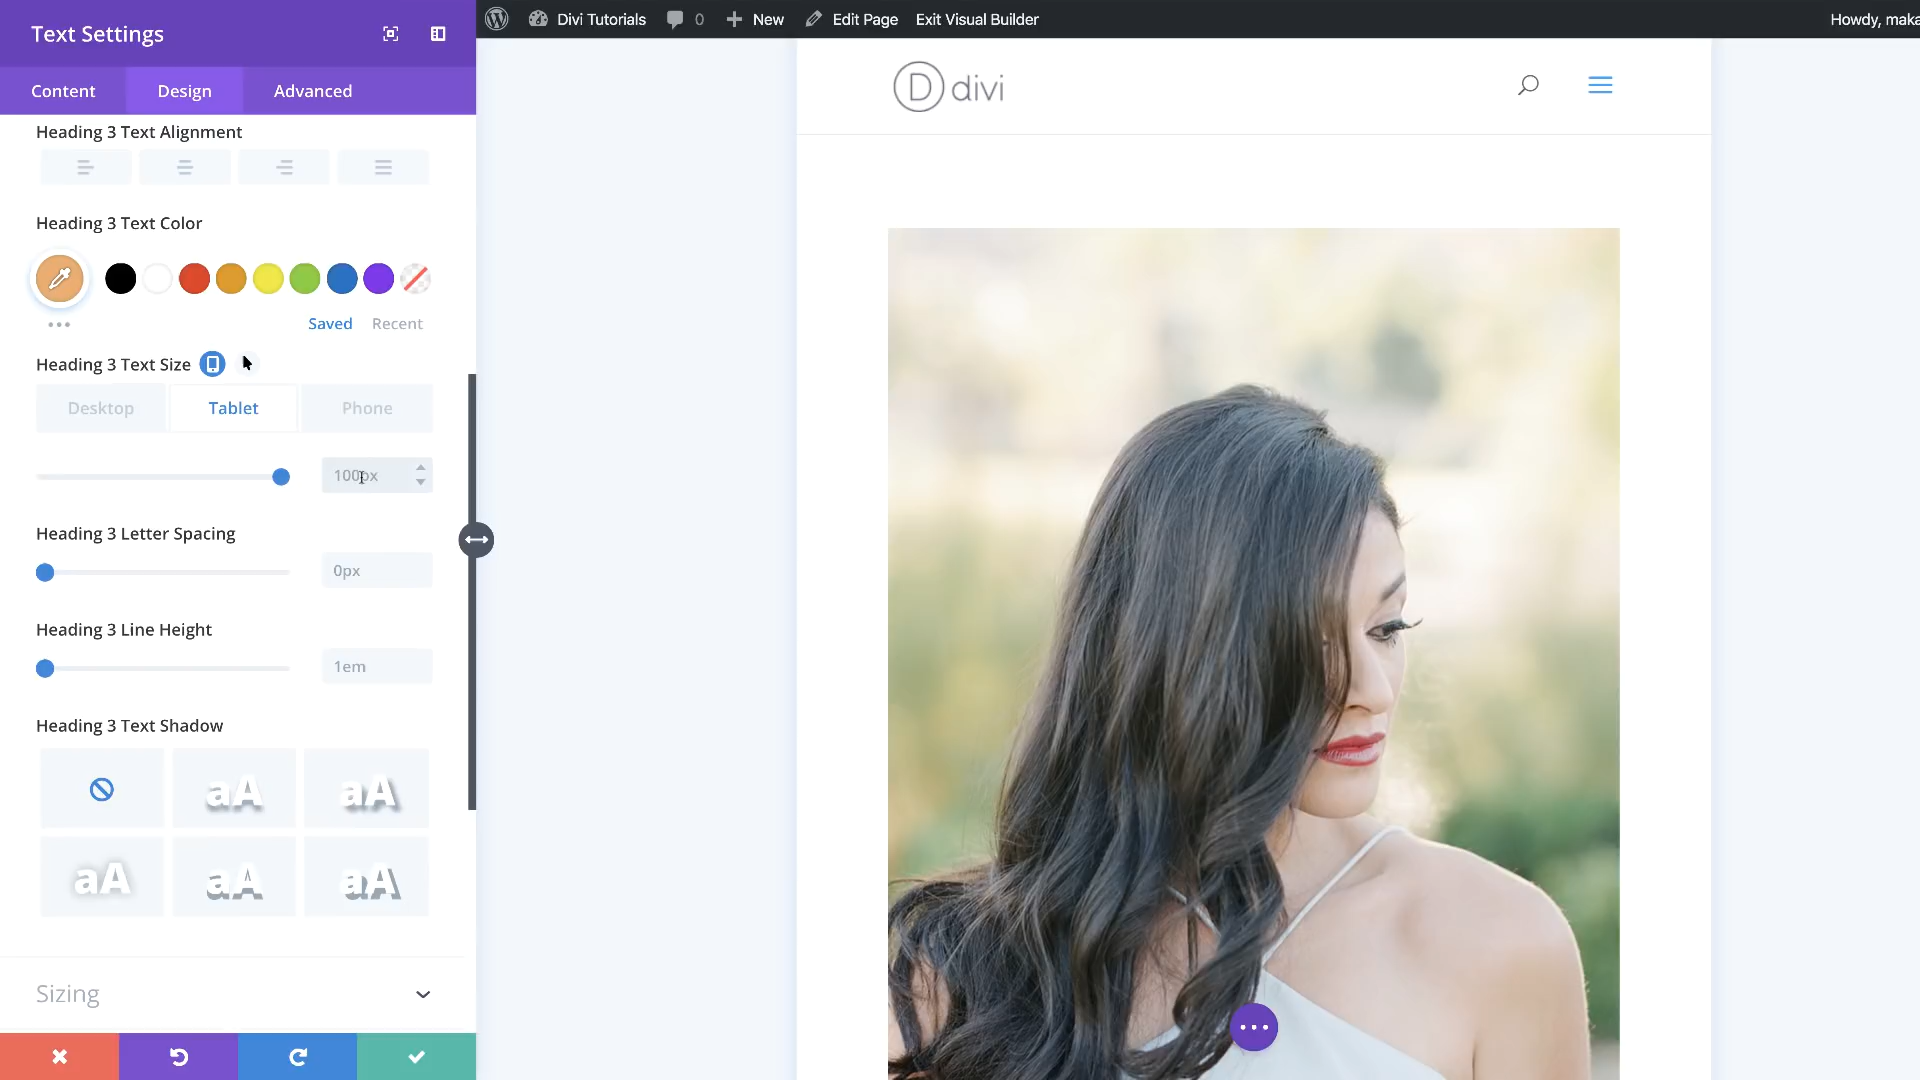 Text Settings
Divi Tutorials 0 New Edit Page Exit Visual Builder Howdy, maka
Content Design Advanced
D divi
Heading 3 Text Alignment
Heading 3 Text Color
Saved Recent
Heading 3 Text Size
Desktop Tablet Phone
100px
Heading 3 Letter Spacing
0px
Heading 3 Line Height
1em
Heading 3 Text Shadow
aA aA
aA aA aA
Sizing